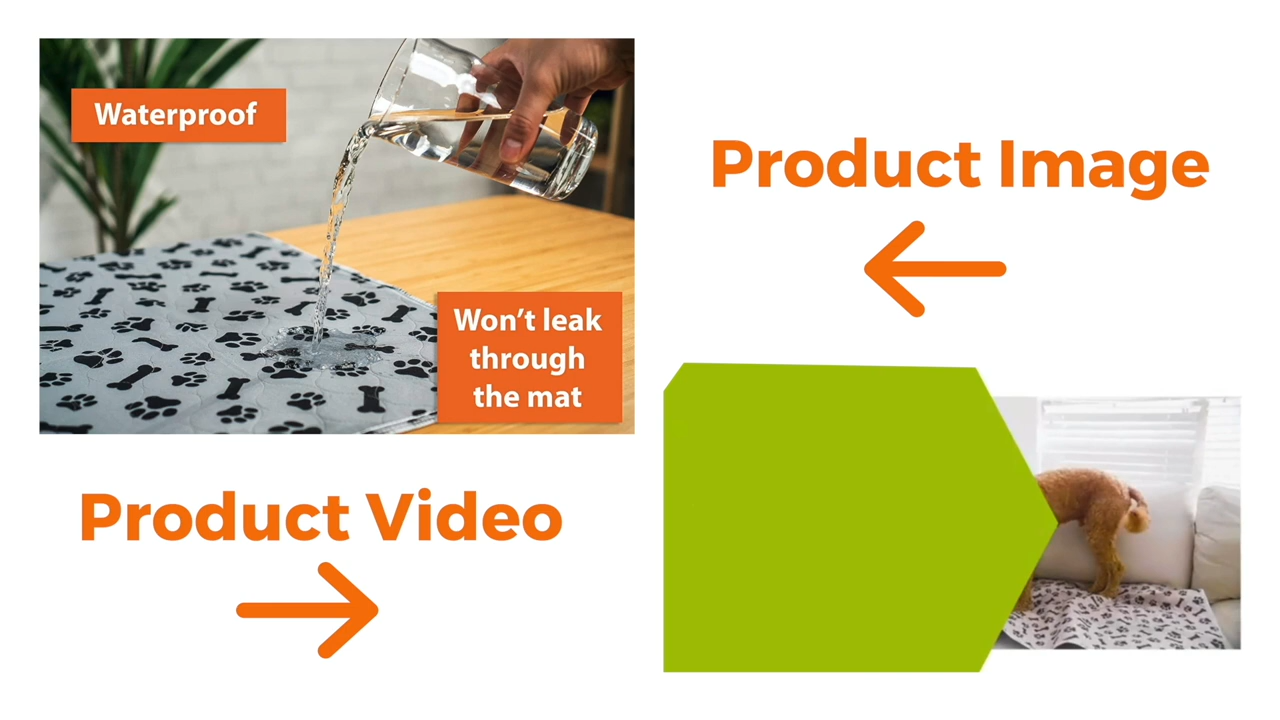 Waterproof
Product Image
Won't leak
through
the mat
Product Video